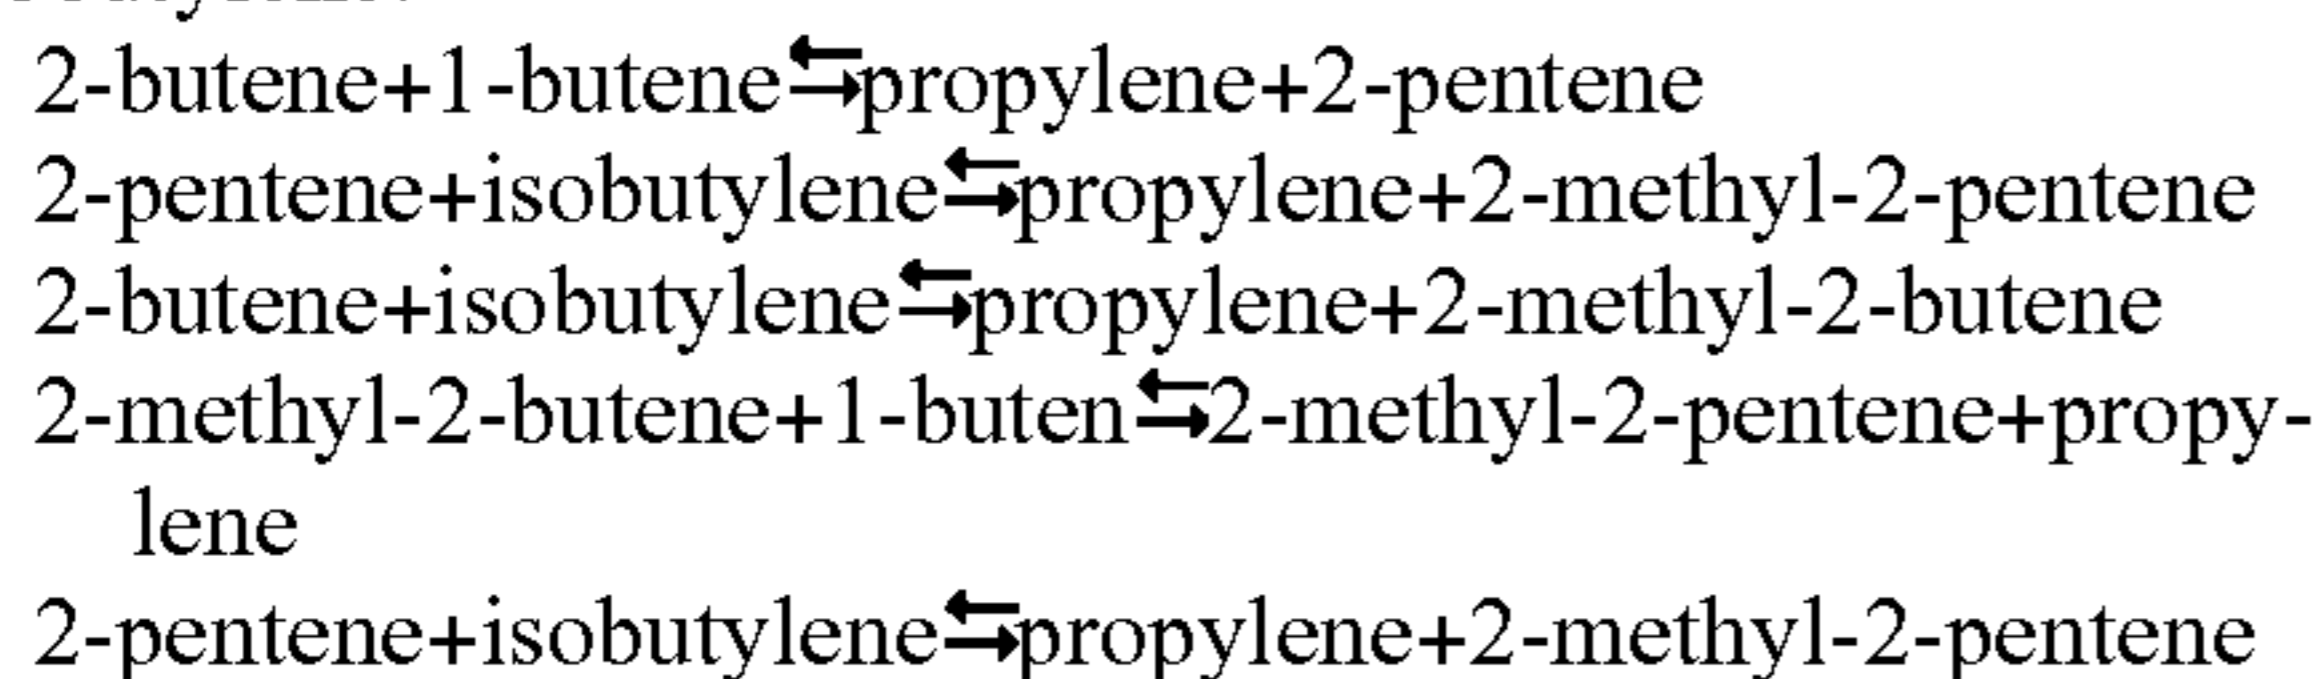 2-butene+1-butene⇆propylene+2-pentene
2-pentene+isobutylene⇆propylene+2-methyl-2-pentene
2-butene+isobutylene⇆propylene+2-methyl-2-butene
2-methyl-2-butene+1-buten⇆2-methyl-2-pentene+propy-
lene
2-pentene+isobutylene⇆propylene+2-methyl-2-pentene